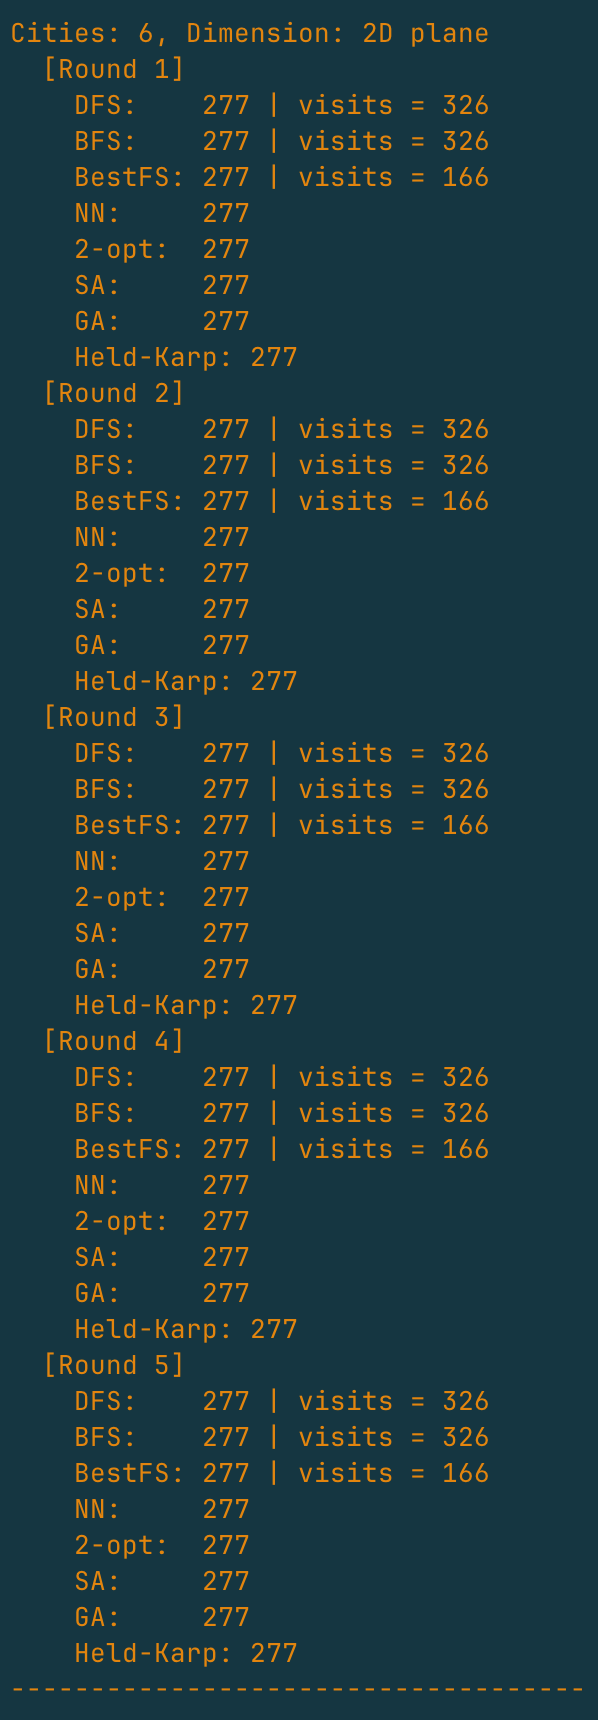 Cities: 6, Dimension: 2D plane
  [Round 1]
    DFS:    277 | visits = 326
    BFS:    277 | visits = 326
    BestFS: 277 | visits = 166
    NN:     277
    2-opt:  277
    SA:     277
    GA:     277
    Held-Karp: 277
  [Round 2]
    DFS:    277 | visits = 326
    BFS:    277 | visits = 326
    BestFS: 277 | visits = 166
    NN:     277
    2-opt:  277
    SA:     277
    GA:     277
    Held-Karp: 277
  [Round 3]
    DFS:    277 | visits = 326
    BFS:    277 | visits = 326
    BestFS: 277 | visits = 166
    NN:     277
    2-opt:  277
    SA:     277
    GA:     277
    Held-Karp: 277
  [Round 4]
    DFS:    277 | visits = 326
    BFS:    277 | visits = 326
    BestFS: 277 | visits = 166
    NN:     277
    2-opt:  277
    SA:     277
    GA:     277
    Held-Karp: 277
  [Round 5]
    DFS:    277 | visits = 326
    BFS:    277 | visits = 326
    BestFS: 277 | visits = 166
    NN:     277
    2-opt:  277
    SA:     277
    GA:     277
    Held-Karp: 277
------------------------------------